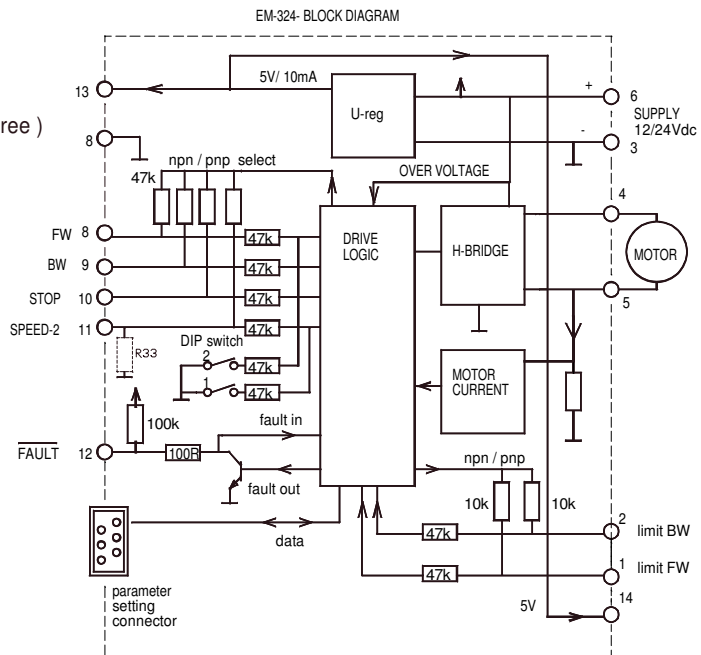 EM-324- BLOCK DIAGRAM
13
5V/ 10mA
U-reg
+
6
SUPPLY
12/24Vdc
-
3
ree )
8
npn / pnp select
47k
OVER VOLTAGE
4
FW 8
47k
DRIVE
LOGIC
H-BRIDGE
MOTOR
BW 9
47k
STOP 10
47k
5
SPEED-2 11
47k
R33
DIP switch
2
47k
1
47k
MOTOR
CURRENT
100k
fault in
FAULT 12
100R
npn / pnp
fault out
10k
10k
data
47k
2
limit BW
47k
1
limit FW
parameter
setting
connector
5V
14